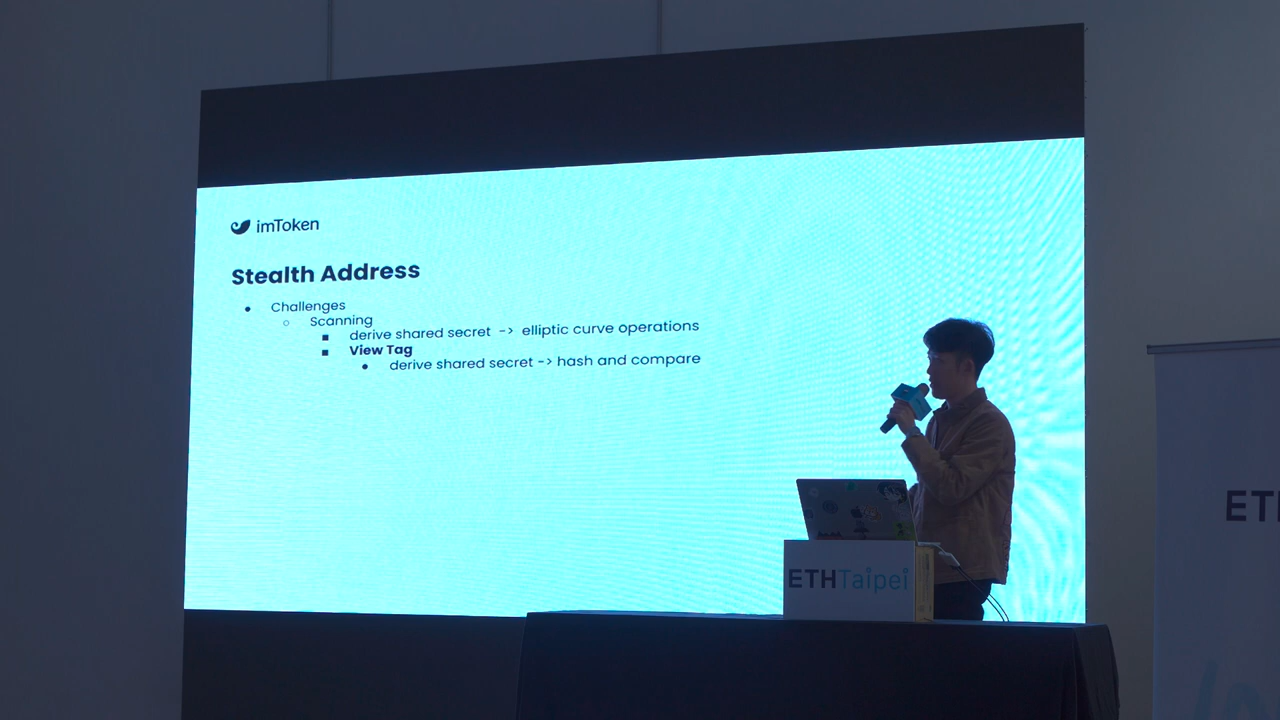 imToken
Stealth Address
Challenges
Scanning
derive shared secret -> elliptic curve operations
View Tag
derive shared secret -> hash and compare
ETHTaipei